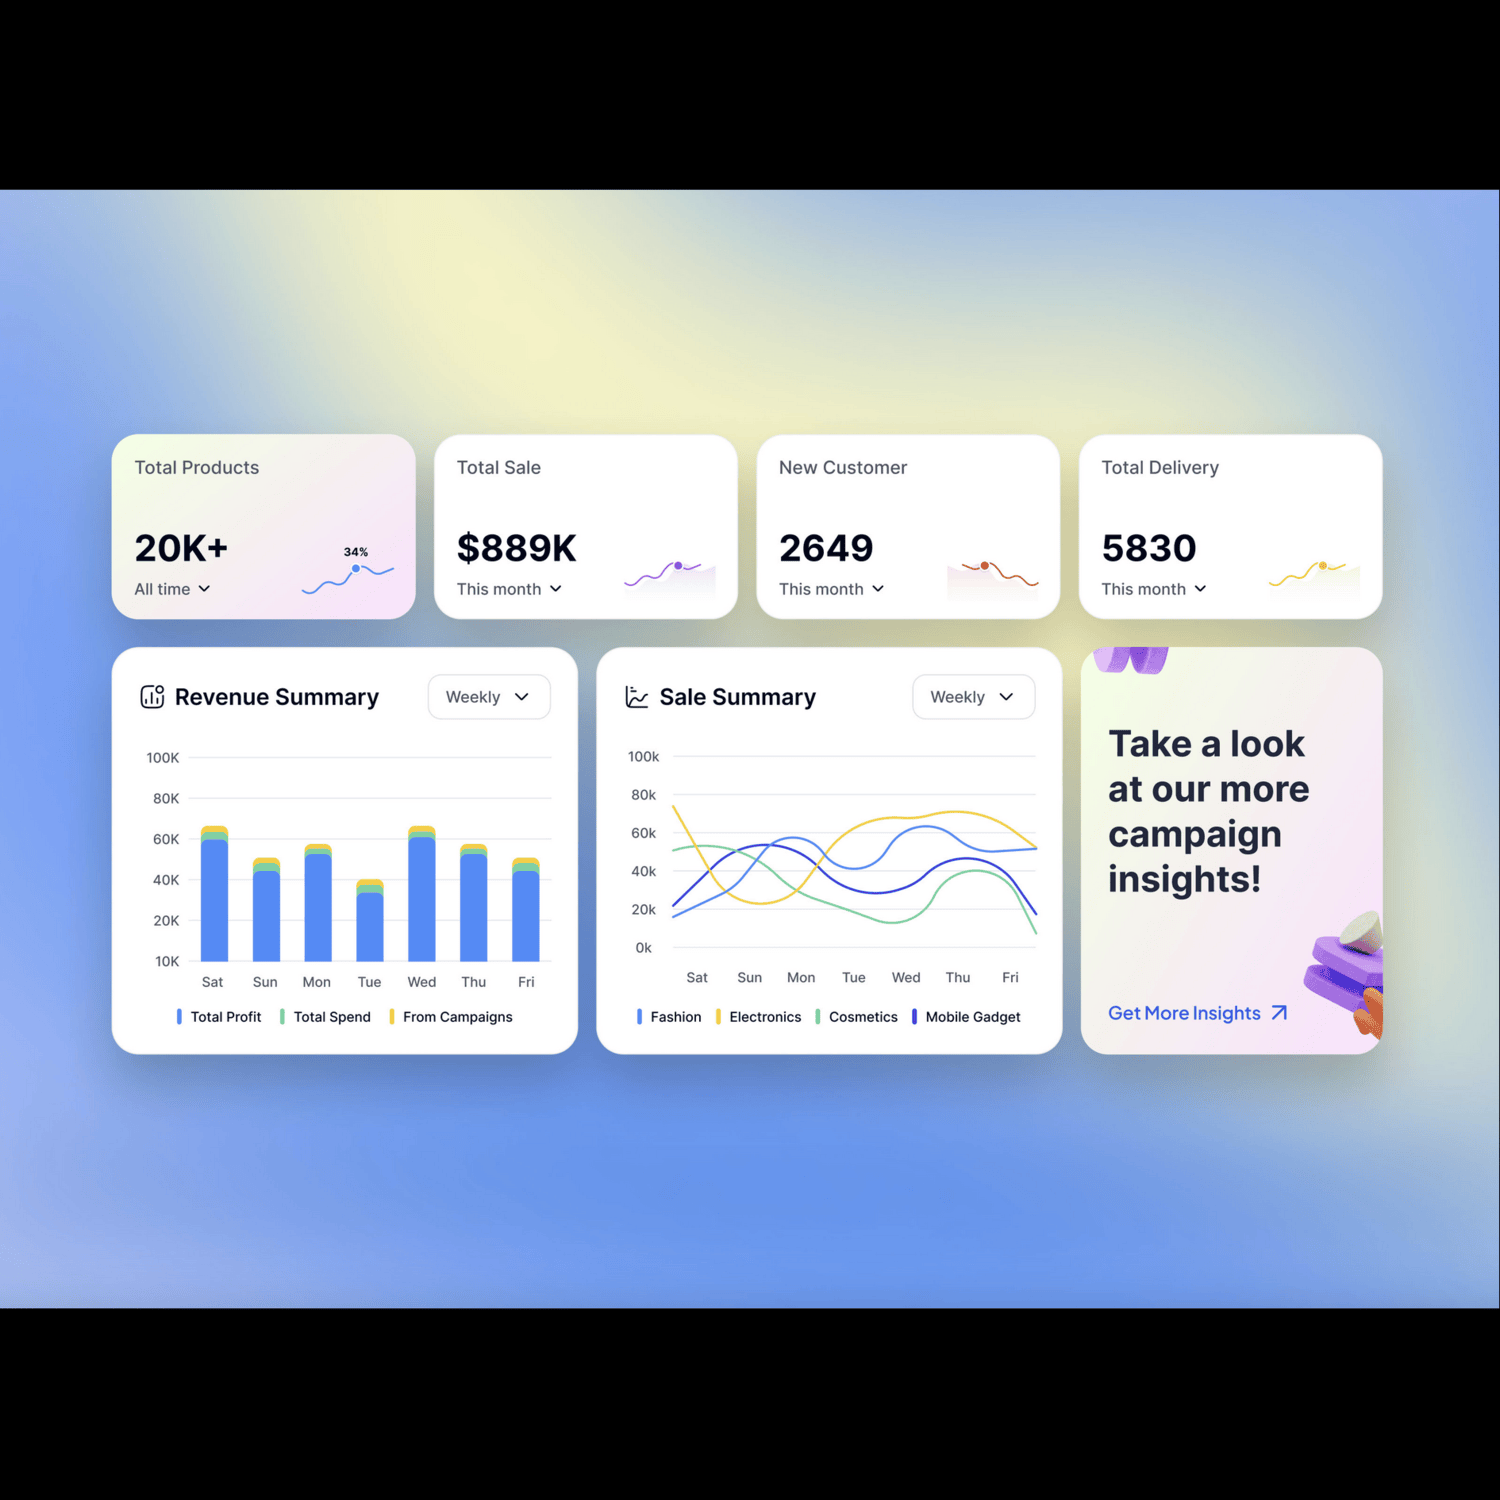 Total Products
20K+
All time
34%
Total Sale
$889K
This month
New Customer
2649
This month
Total Delivery
5830
This month
Revenue Summary
Weekly
100K
80K
60K
40K
20K
10K
Sat Sun Mon Tue Wed Thu Fri
Total Profit Total Spend From Campaigns
Sale Summary
Weekly
100k
80k
60k
40k
20k
0k
Sat Sun Mon Tue Wed Thu Fri
Fashion Electronics Cosmetics Mobile Gadget
Take a look
at our more
campaign
insights!
Get More Insights